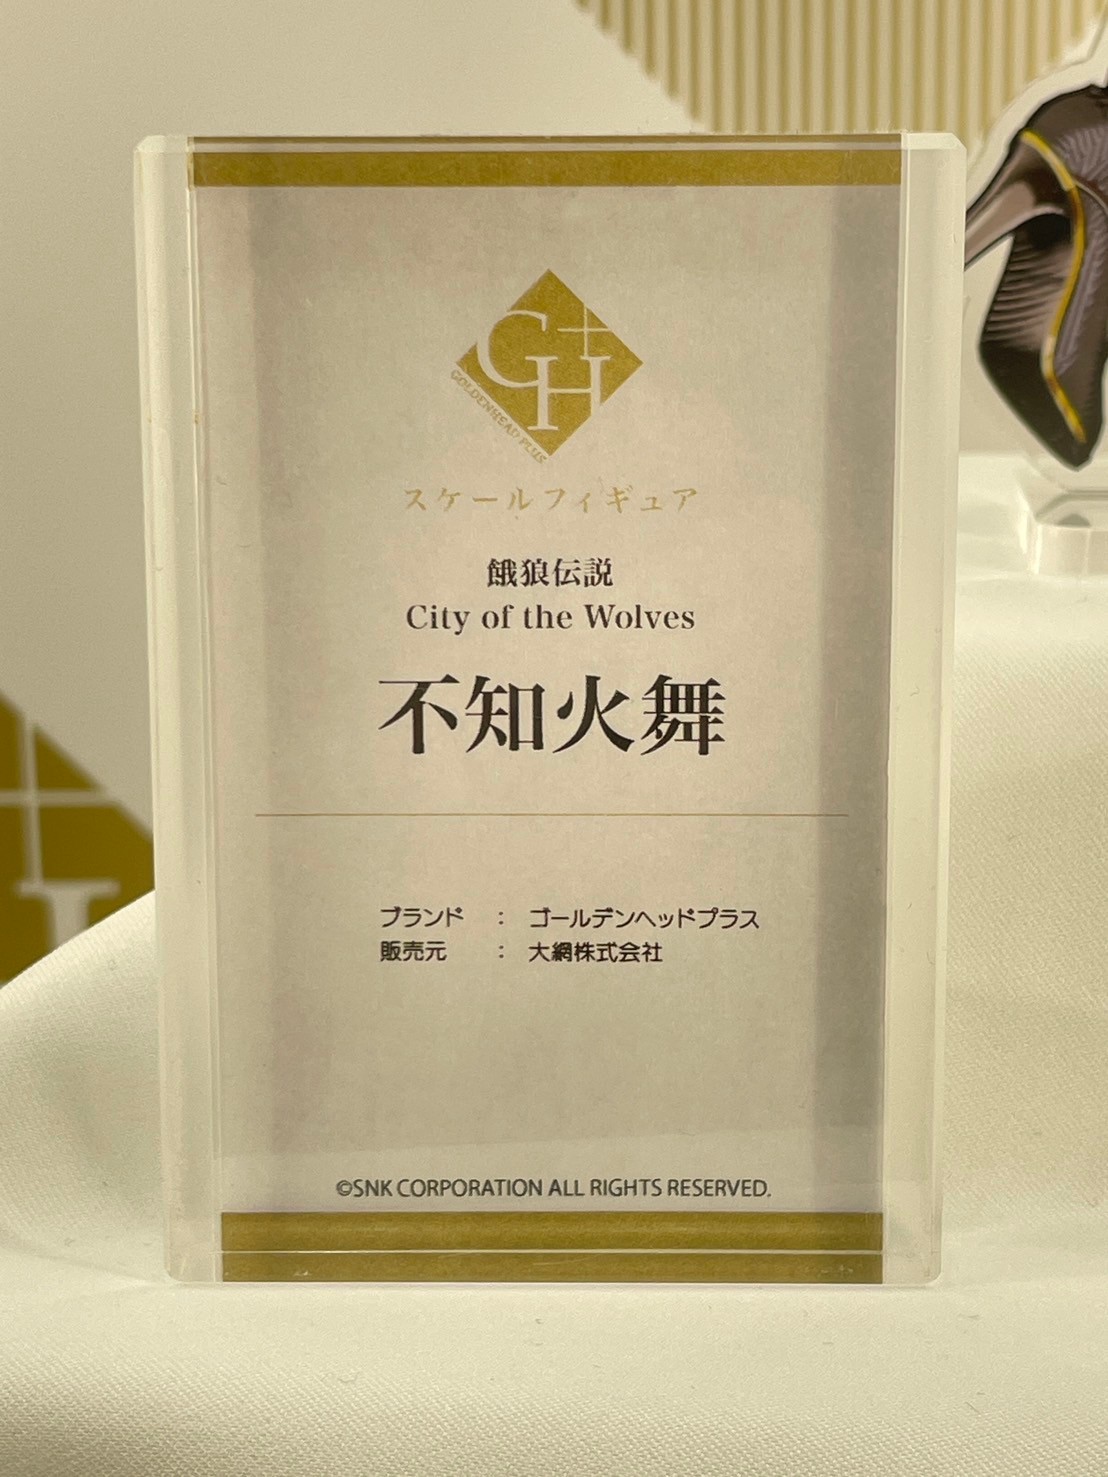 GH+
GOLDENHEAD PLUS
スケールフィギュア
餓狼伝説
City of the Wolves
不知火舞
ブランド : ゴールデンヘッドプラス
販売元 : 大網株式会社
©SNK CORPORATION ALL RIGHTS RESERVED.